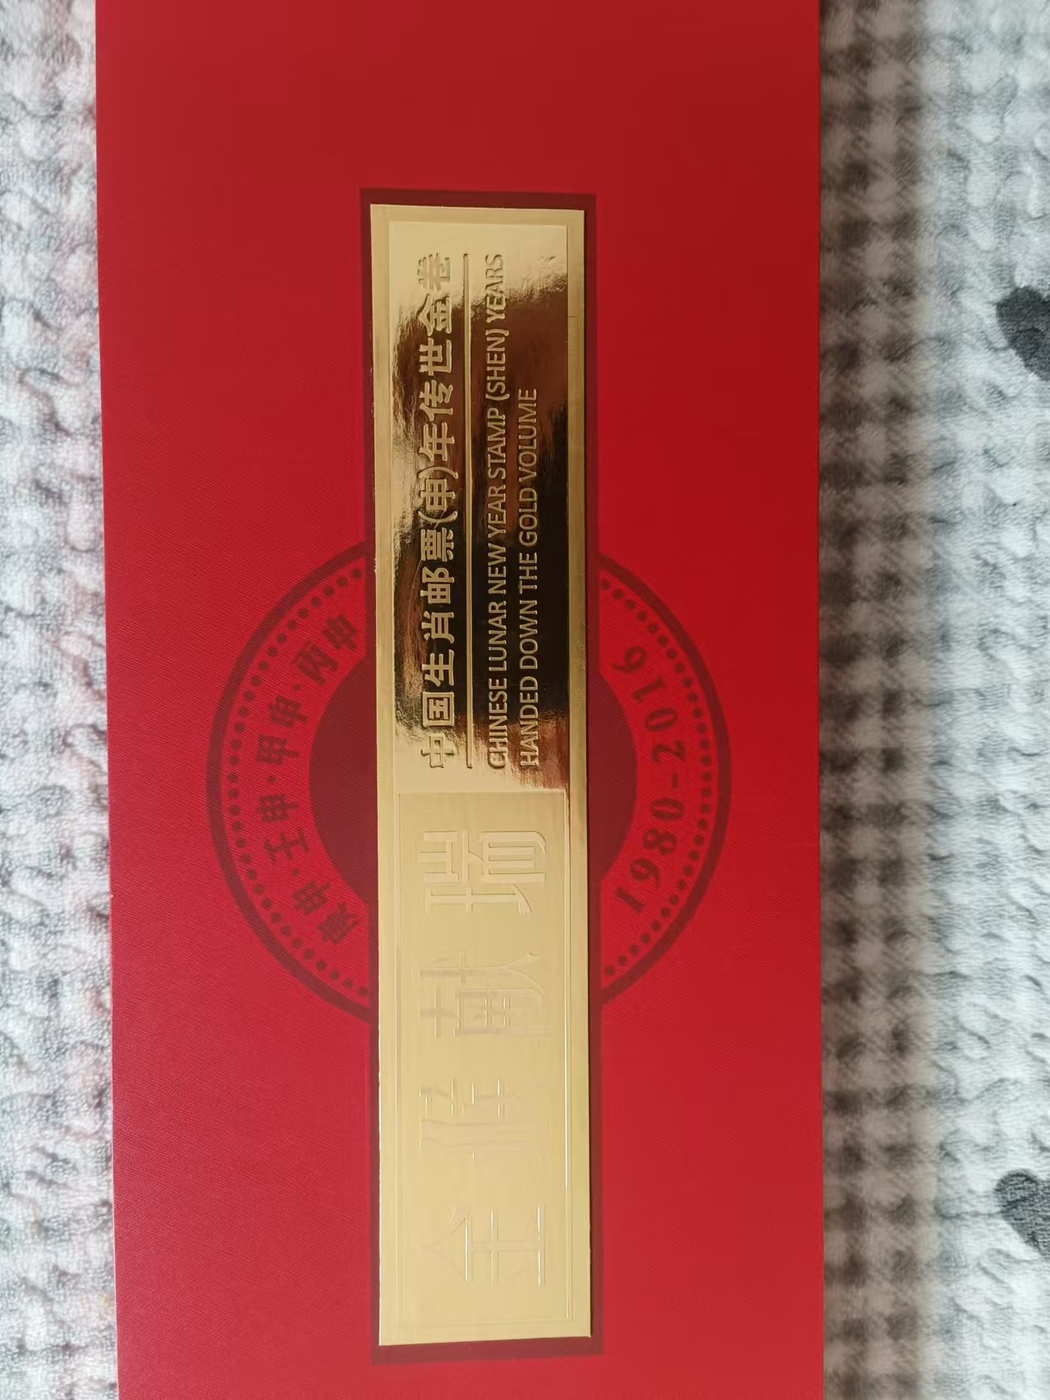 金猴献瑞
中国生肖邮票(申)年传世金卷
CHINESE LUNAR NEW YEAR STAMP (SHEN) YEARS
HANDED DOWN THE GOLD VOLUME
庚申·壬申·甲申·丙申
1980-2016